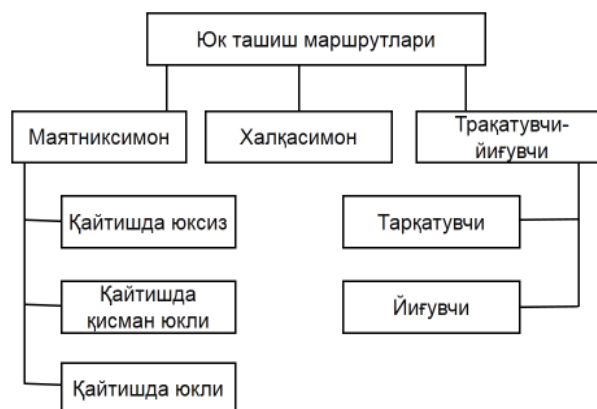 Юк ташиш маршрутлари
Маятниксимон
Халқасимон
Трақатувчи-
йиғувчи
Қайтишда юксиз
Қайтишда
қисман юкли
Қайтишда юкли
Тарқатувчи
Йиғувчи